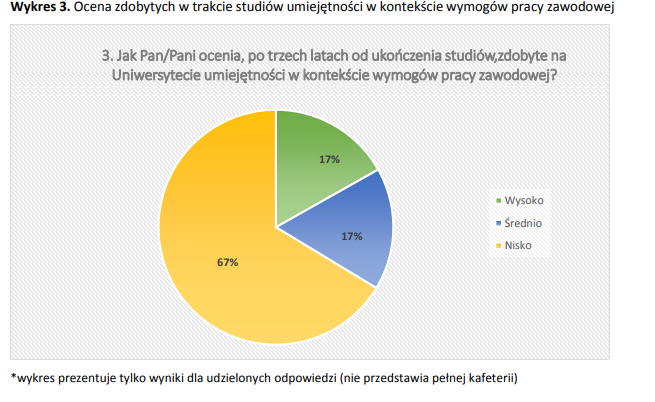 Wykres 3. Ocena zdobytych w trakcie studiów umiejętności w kontekście wymogów pracy zawodowej
3. Jak Pan/Pani ocenia, po trzech latach od ukończenia studiów,zdobyte na
Uniwersytecie umiejętności w kontekście wymogów pracy zawodowej?
17%
17%
67%
Wysoko
Średnio
Nisko
*wykres prezentuje tylko wyniki dla udzielonych odpowiedzi (nie przedstawia pełnej kafeterii)